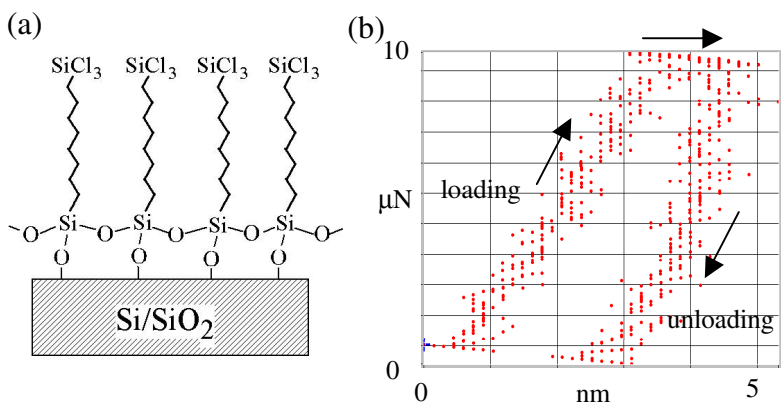 (a)
SiCl3 SiCl3 SiCl3 SiCl3
Si Si Si Si
O O O O O
O O O O
Si/SiO2
(b)
10
loading
μN
unloading
0
0 nm 5